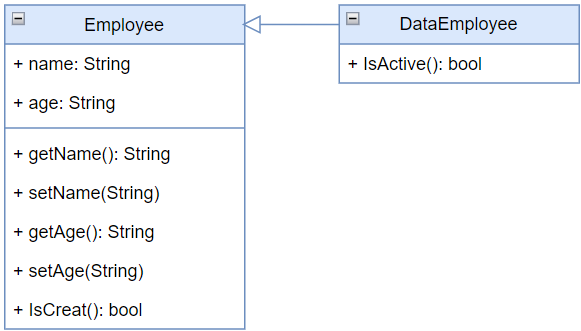 Employee
+ name: String
+ age: String
+ getName(): String
+ setName(String)
+ getAge(): String
+ setAge(String)
+ IsCreat(): bool
DataEmployee
+ IsActive(): bool